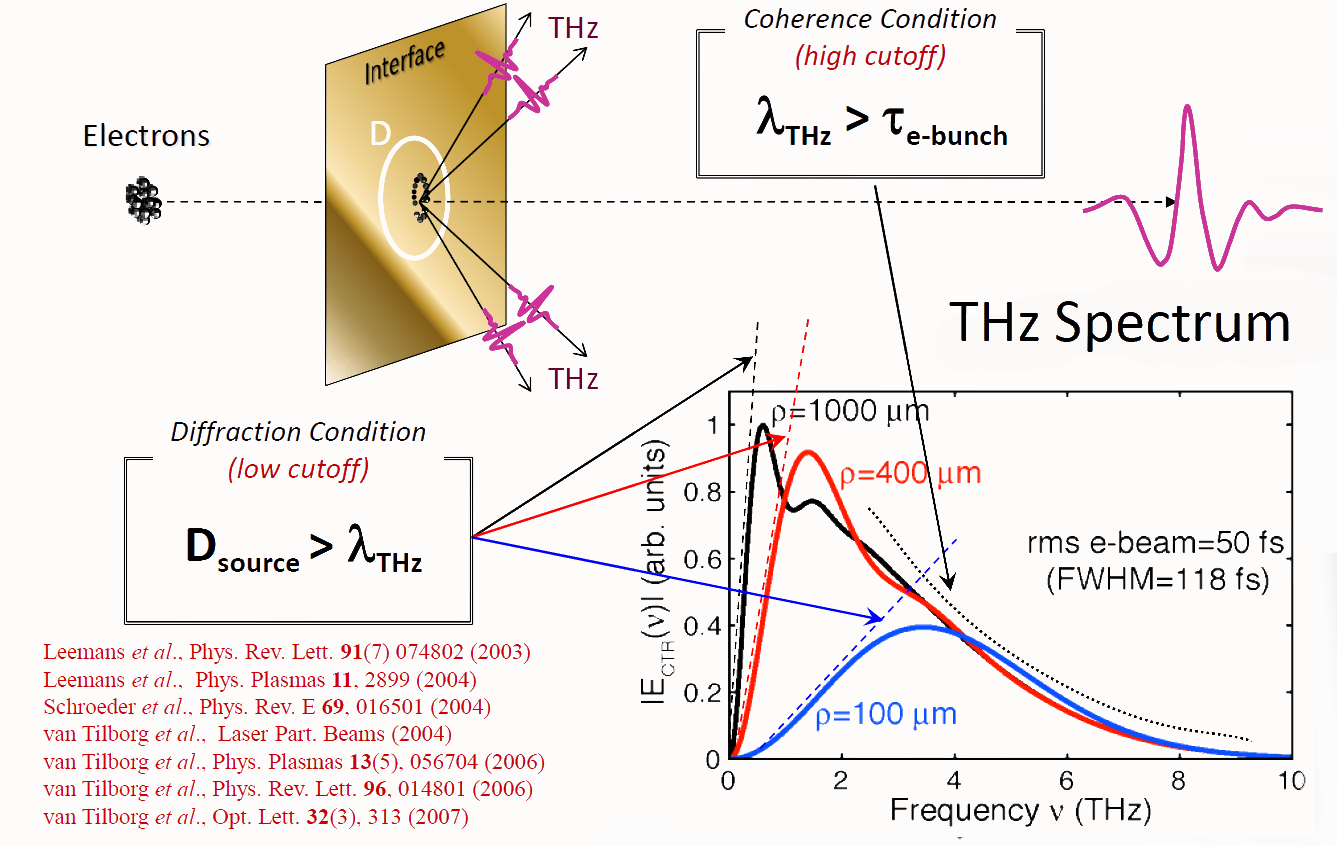 Coherence Condition
(high cutoff)
λTHz > τe-bunch
THz
Interface
D
Electrons
THz
THz Spectrum
Diffraction Condition
(low cutoff)
Dsource > λTHz
ρ=1000 μm
ρ=400 μm
rms e-beam=50 fs
(FWHM=118 fs)
ρ=100 μm
|ECTR(ν)| (arb. units)
1
0.8
0.6
0.4
0.2
0
0 2 4 6 8 10
Frequency ν (THz)
Leemans et al., Phys. Rev. Lett. 91(7) 074802 (2003)
Leemans et al., Phys. Plasmas 11, 2899 (2004)
Schroeder et al., Phys. Rev. E 69, 016501 (2004)
van Tilborg et al., Laser Part. Beams (2004)
van Tilborg et al., Phys. Plasmas 13(5), 056704 (2006)
van Tilborg et al., Phys. Rev. Lett. 96, 014801 (2006)
van Tilborg et al., Opt. Lett. 32(3), 313 (2007)